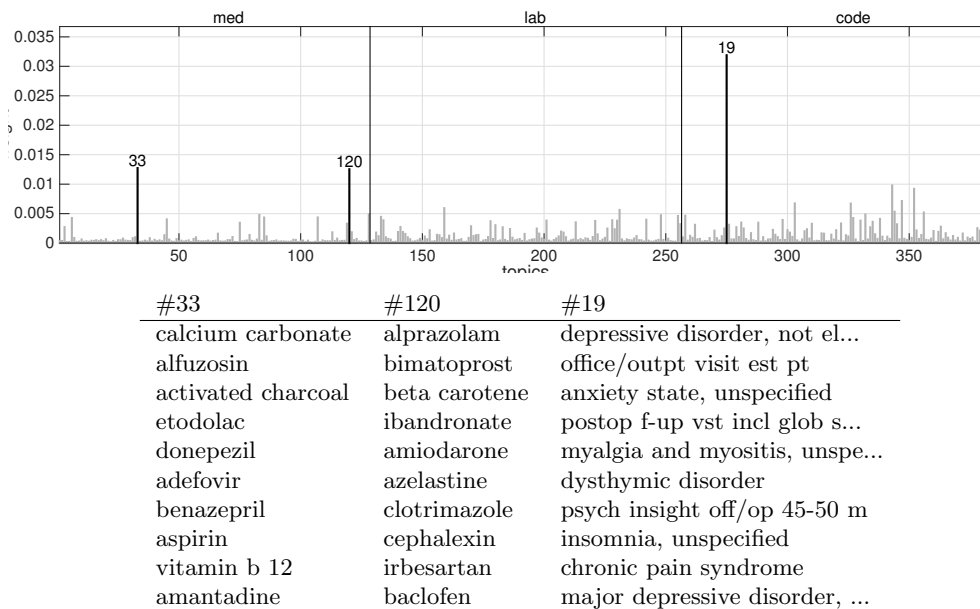 med lab code
0.035
0.03
0.025
0.02
0.015
0.01
0.005
0
33 120 19
50 100 150 200 250 300 350
topics
#33 #120 #19
calcium carbonate alprazolam depressive disorder, not el...
alfuzosin bimatoprost office/outpt visit est pt
activated charcoal beta carotene anxiety state, unspecified
etodolac ibandronate postop f-up vst incl glob s...
donepezil amiodarone myalgia and myositis, unspe...
adefovir azelastine dysthymic disorder
benazepril clotrimazole psych insight off/op 45-50 m
aspirin cephalexin insomnia, unspecified
vitamin b 12 irbesartan chronic pain syndrome
amantadine baclofen major depressive disorder, ...